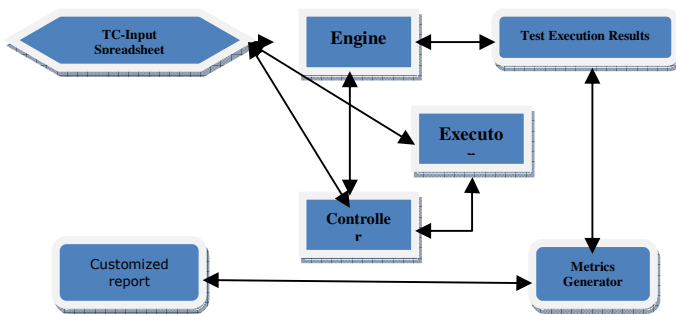 TC-Input
Spreadsheet
Engine
Test Execution Results
Executo
Controlle
r
Customized
report
Metrics
Generator